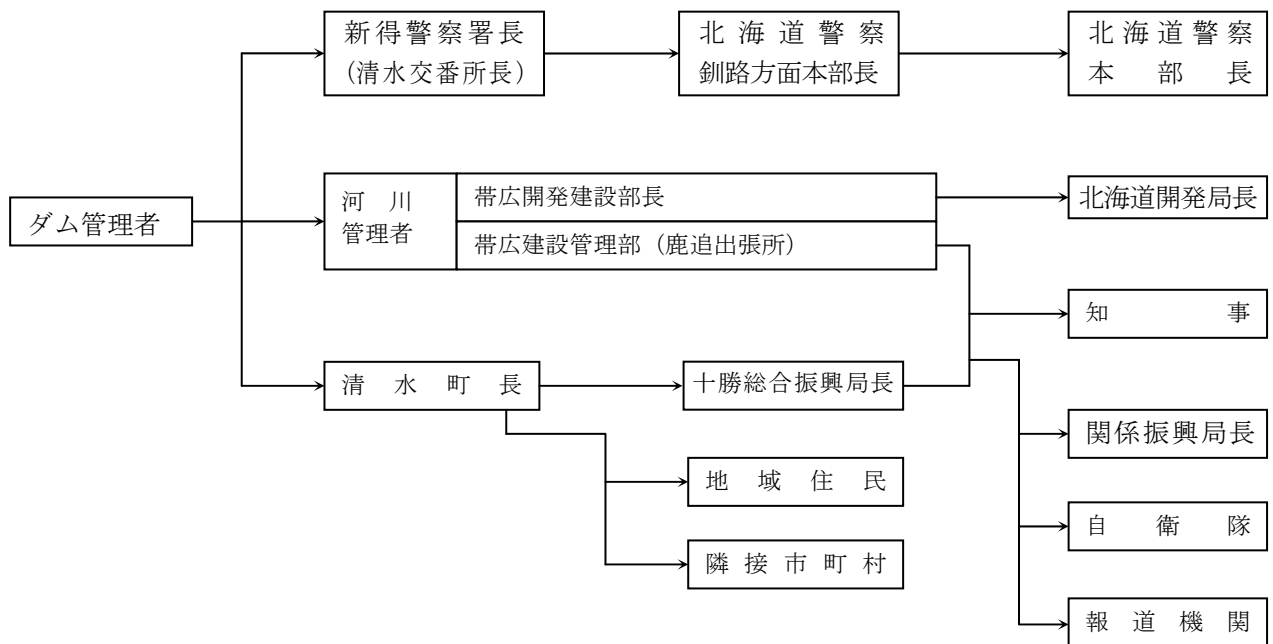 新得警察署長
（清水交番所長）
北海道警察
釧路方面本部長
北海道警察
本部長
ダム管理者
河川
管理者
帯広開発建設部長
帯広建設管理部（鹿追出張所）
北海道開発局長
知事
清水町長
十勝総合振興局長
関係振興局長
地域住民
自衛隊
隣接市町村
報道機関